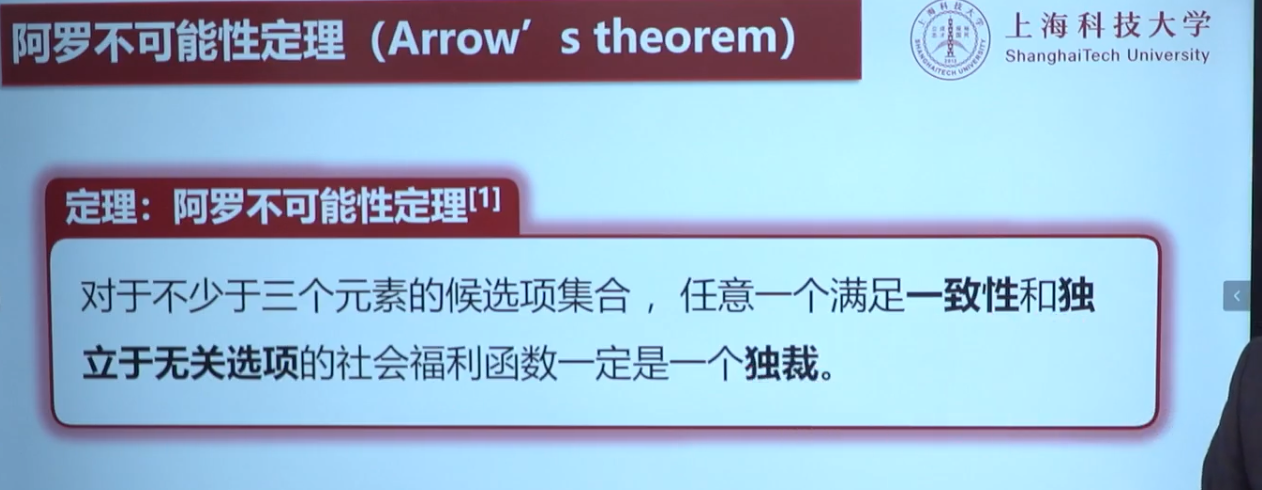 阿罗不可能性定理（Arrow’s theorem）
上海科技大学
ShanghaiTech University
定理：阿罗不可能性定理[1]
对于不少于三个元素的候选项集合，任意一个满足一致性和独
立于无关选项的社会福利函数一定是一个独裁。